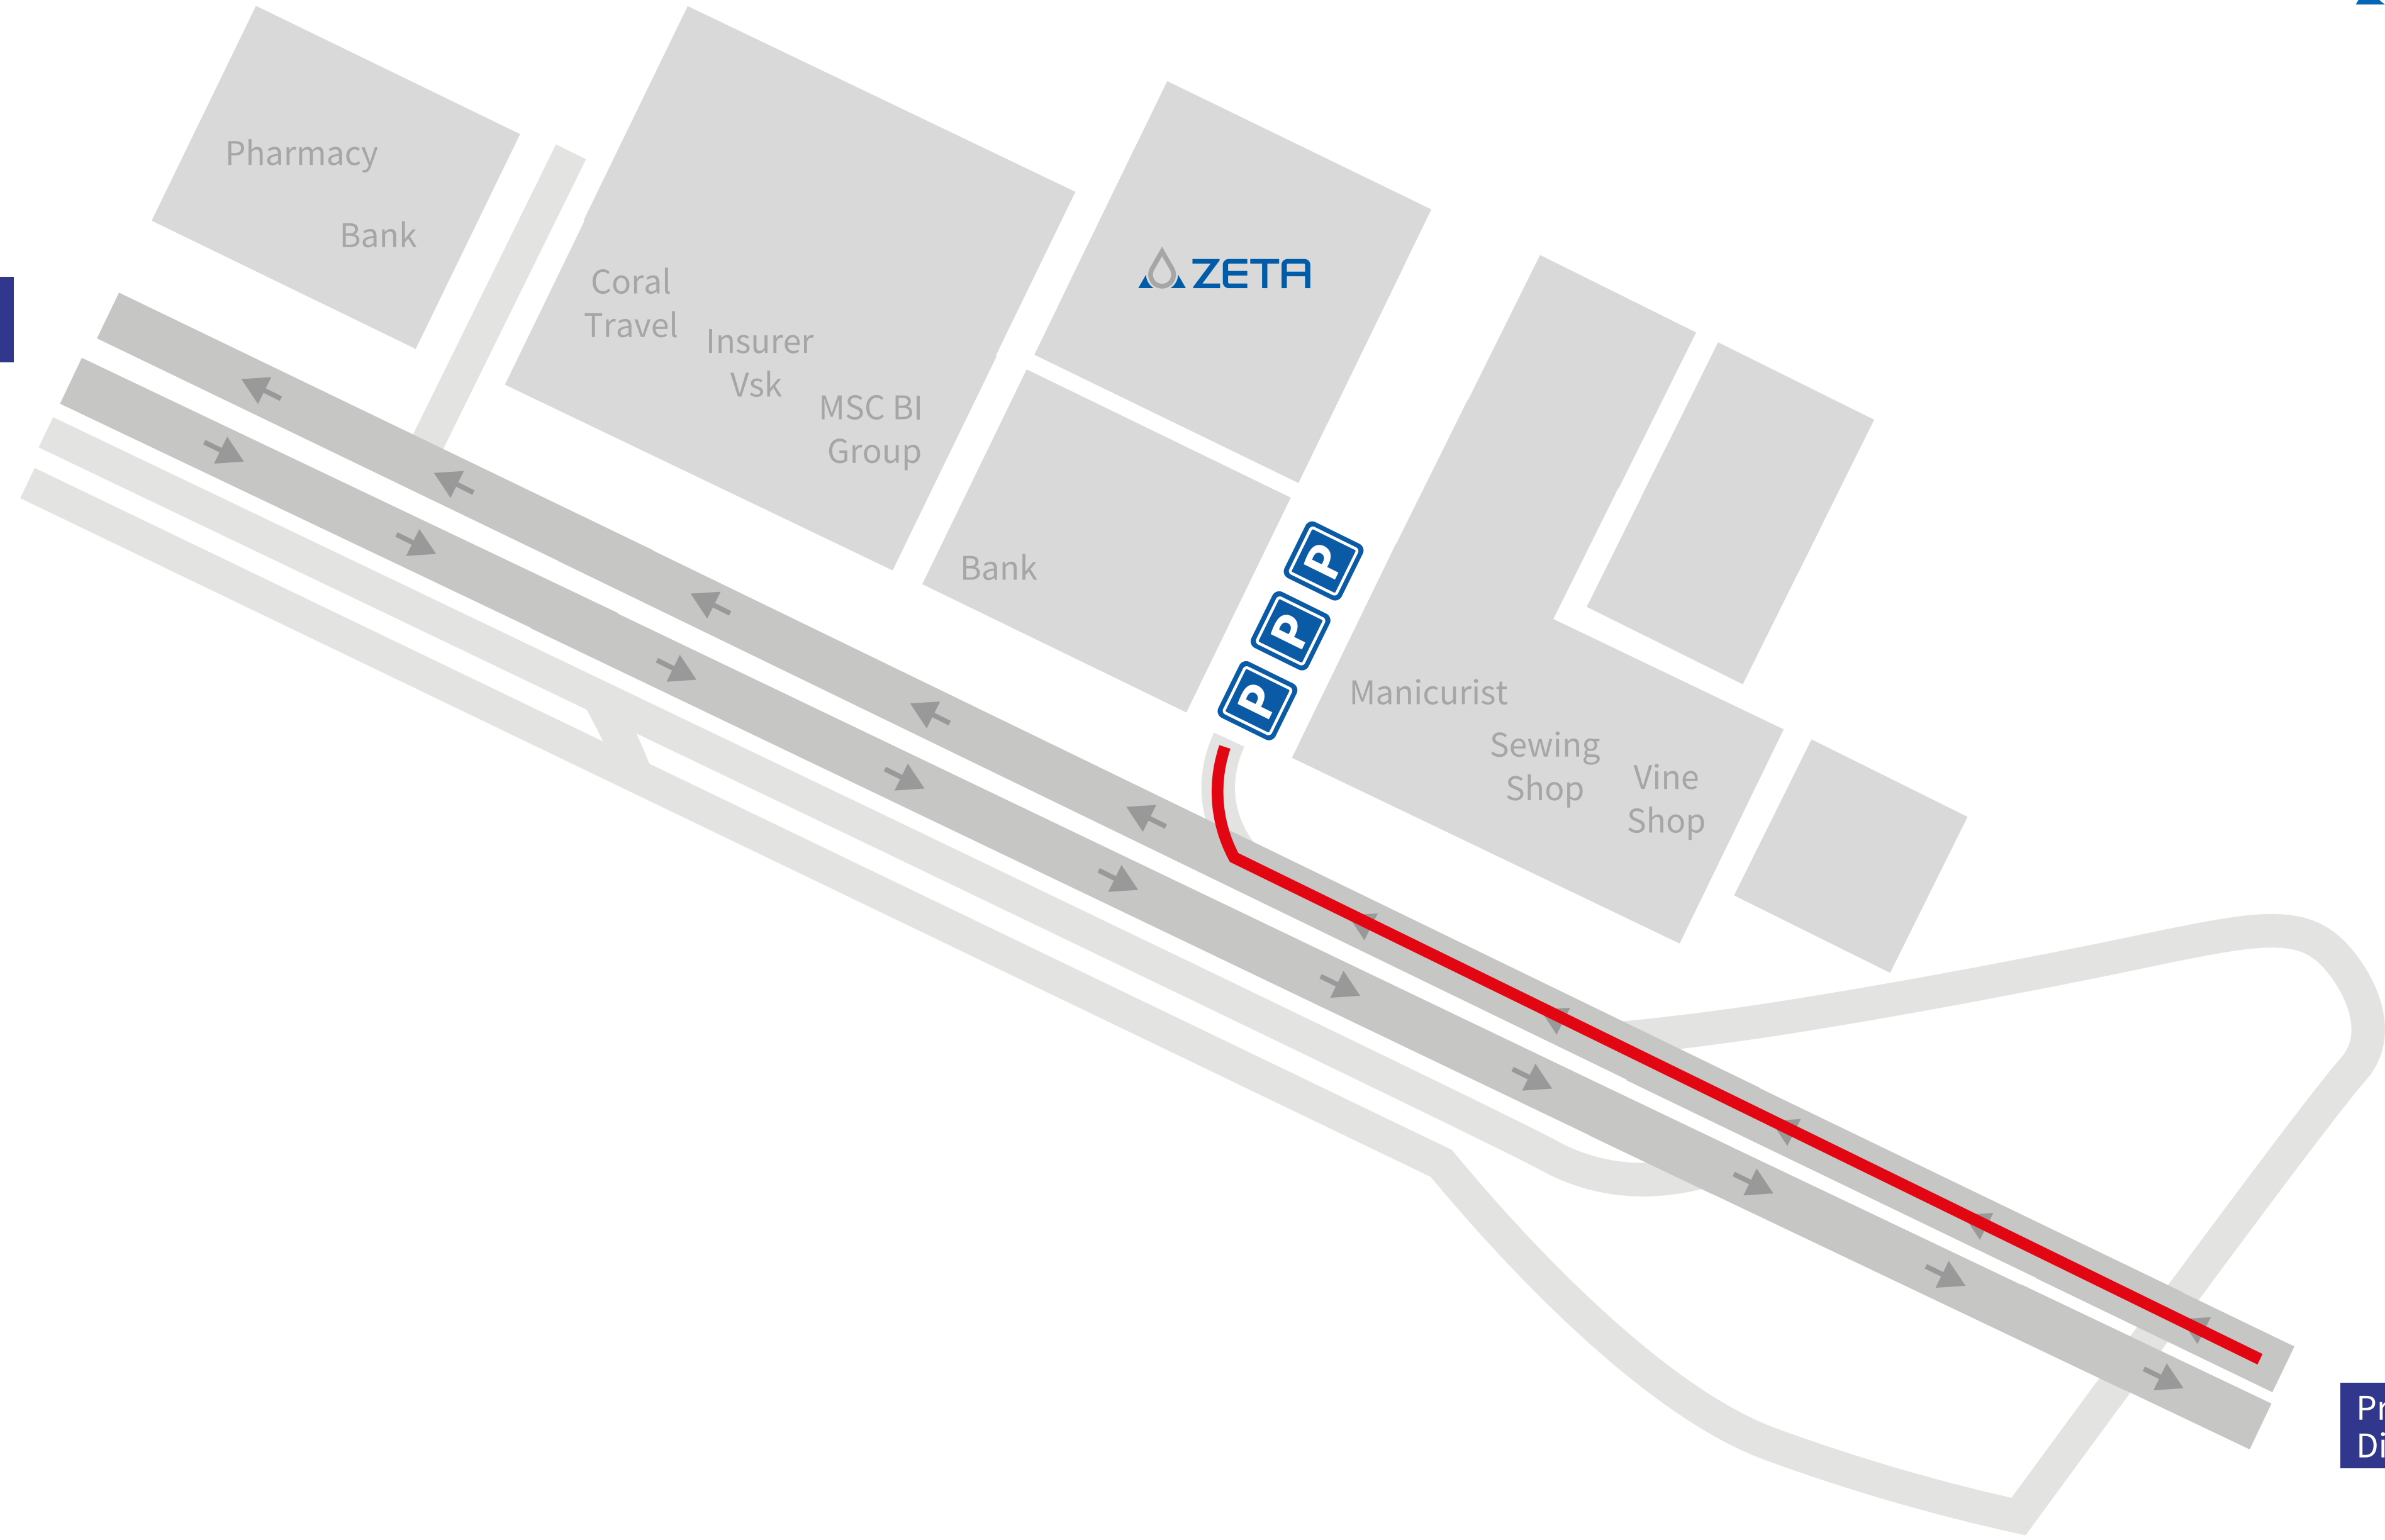 Pharmacy
Bank
Coral
Travel
Insurer
Vsk
MSC BI
Group
ZETA
Bank
P
P
P
Manicurist
Sewing
Shop
Vine
Shop